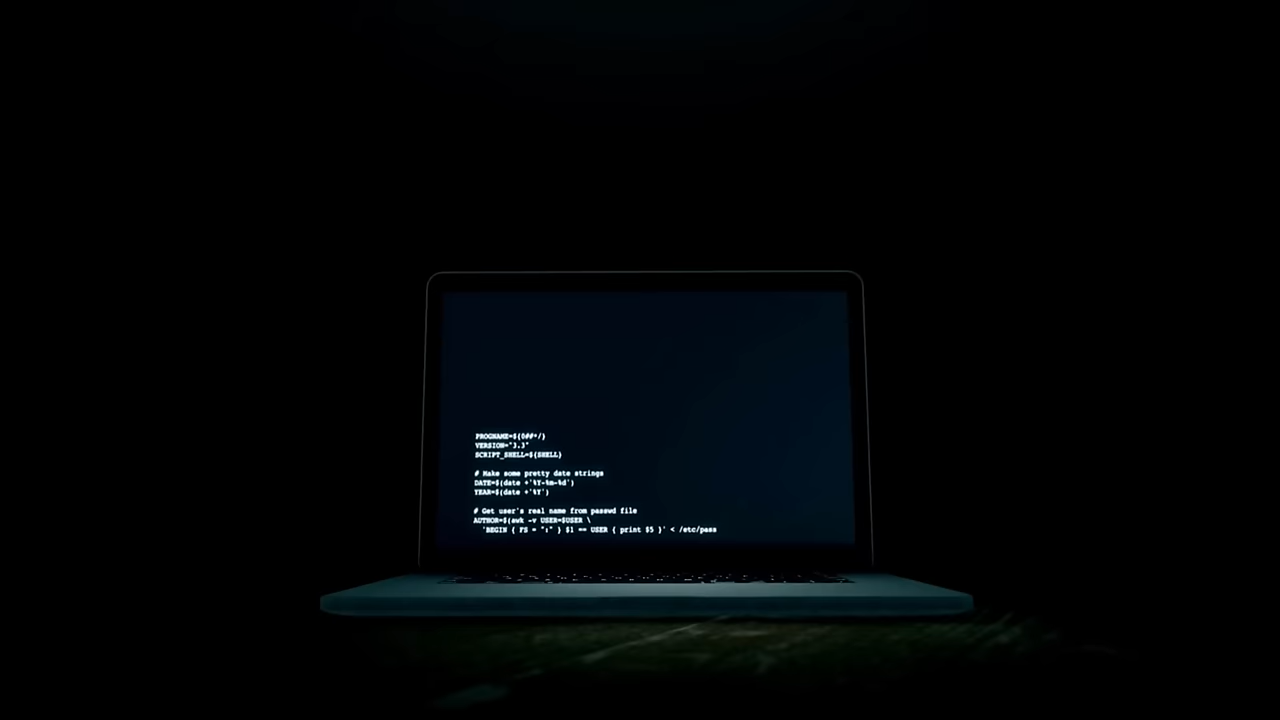 PROGNAME=${0##*/}
VERSION="3.3"
SCRIPT_SHELL=${SHELL}
# Make some pretty date strings
DATE=$(date +'%Y-%m-%d')
YEAR=$(date +'%Y')
# Get user's real name from passwd file
AUTHOR=$(awk -v USER=$USER \
'BEGIN { FS = ":" } $1 == USER { print $5 }' < /etc/pass